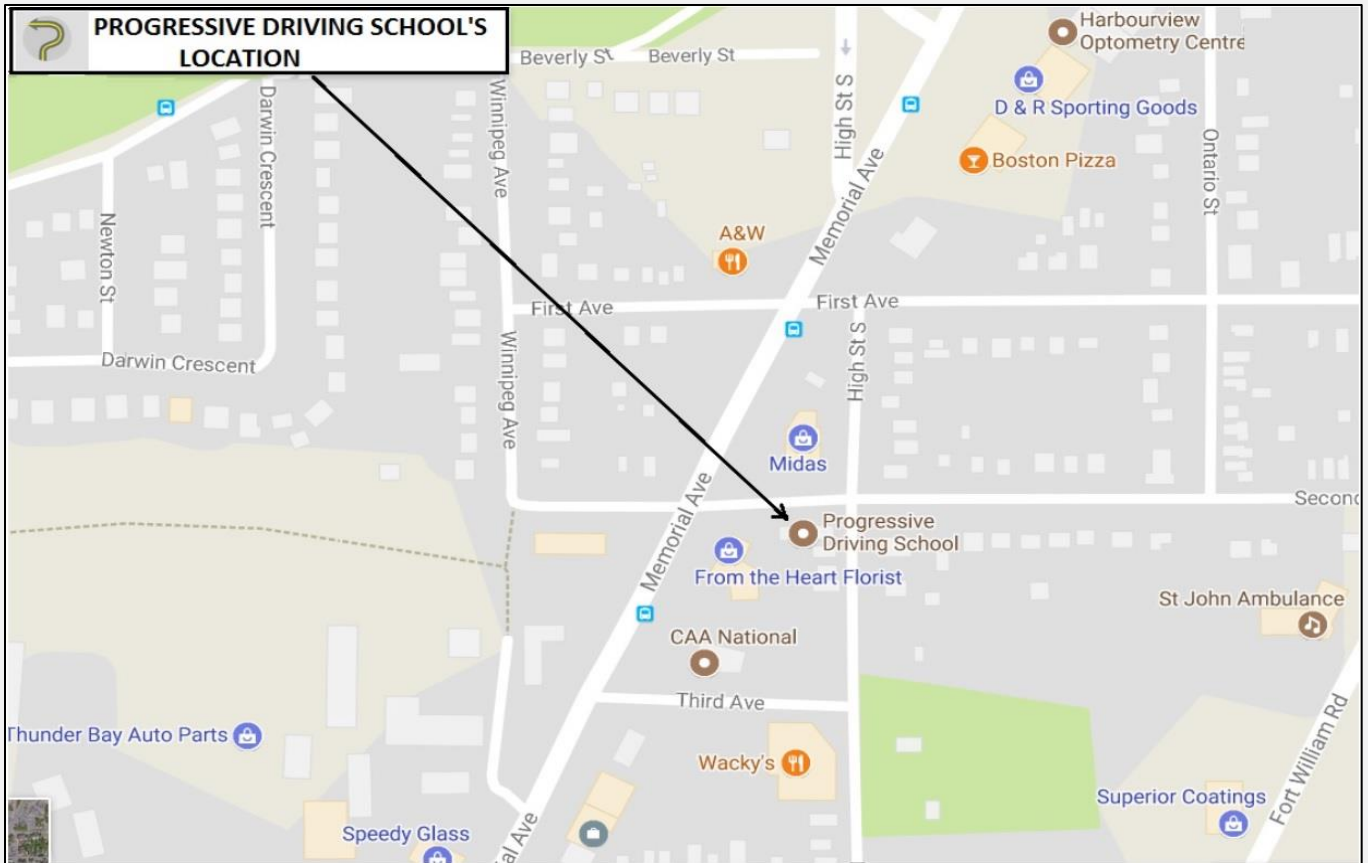 PROGRESSIVE DRIVING SCHOOL'S
LOCATION
Harbourview
Optometry Centre
Beverly St
Beverly St
D & R Sporting Goods
High St S
Winnipeg Ave
Darwin Crescent
Ontario St
Boston Pizza
Memorial Ave
Newton St
A&W
First Ave
First Ave
High St S
Winnipeg Ave
Darwin Crescent
Midas
Memorial Ave
Second
Progressive
Driving School
From the Heart Florist
St John Ambulance
CAA National
Third Ave
Fort William Rd
Thunder Bay Auto Parts
Wacky's
Superior Coatings
Speedy Glass
al Ave